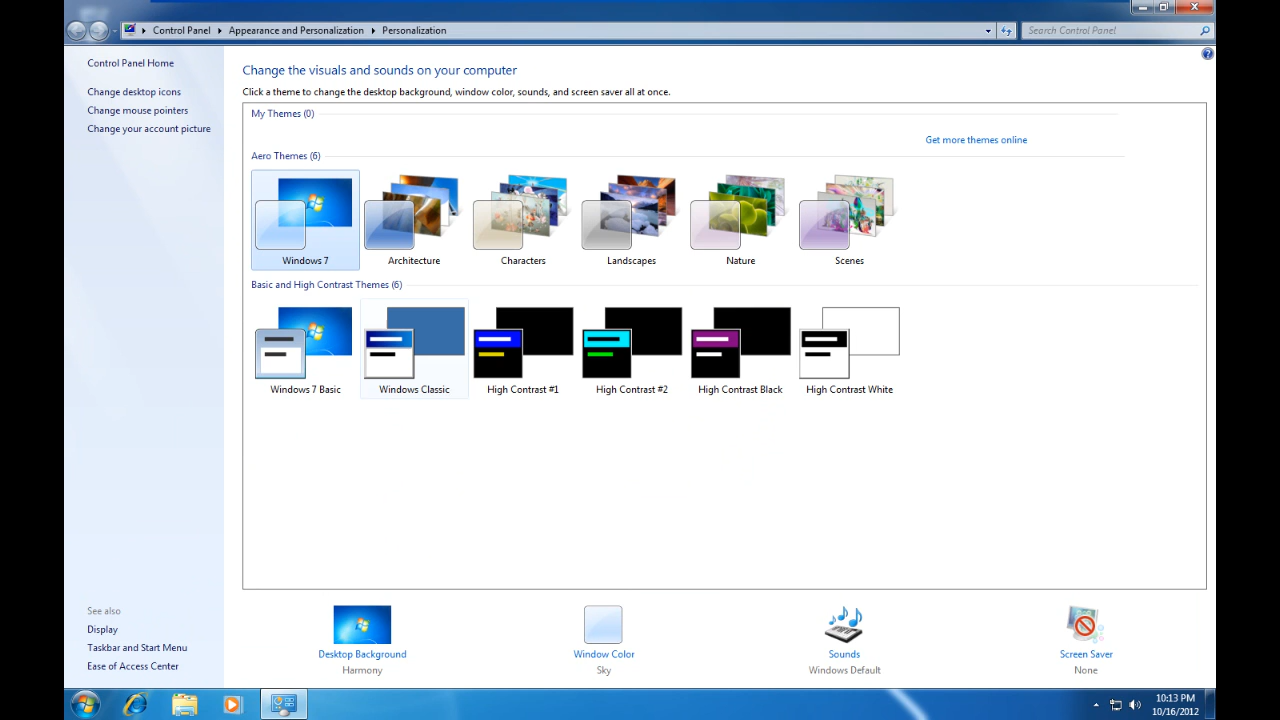 Control Panel Appearance and Personalization Personalization Search Control Panel
Control Panel Home
Change desktop icons
Change mouse pointers
Change your account picture
Change the visuals and sounds on your computer
Click a theme to change the desktop background, window color, sounds, and screen saver all at once.
My Themes (0)
Get more themes online
Aero Themes (6)
Windows 7 Architecture Characters Landscapes Nature Scenes
Basic and High Contrast Themes (6)
Windows 7 Basic Windows Classic High Contrast #1 High Contrast #2 High Contrast Black High Contrast White
See also
Display
Taskbar and Start Menu
Ease of Access Center
Desktop Background Window Color Sounds Screen Saver
Harmony Sky Windows Default None
10:13 PM
10/16/2012